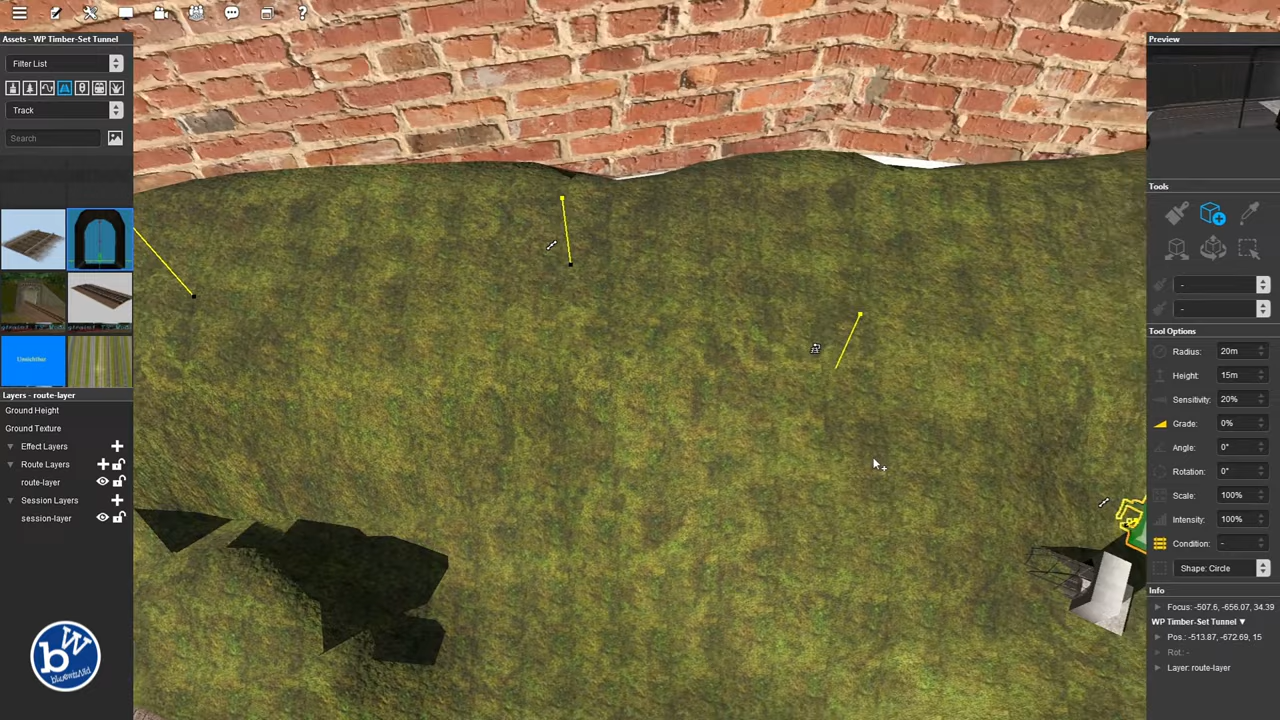 Assets - WP Timber-Set Tunnel
Filter List
Track
Search
Layers - route-layer
Ground Height
Ground Texture
Effect Layers
Route Layers
route-layer
Session Layers
session-layer
Preview
Tools
-
-
Tool Options
Radius: 20m
Height: 15m
Sensitivity: 20%
Grade: 0%
Angle: 0°
Rotation: 0°
Scale: 100%
Intensity: 100%
Condition: -
Shape: Circle
Info
Focus: -507.6, -656.07, 34.39
WP Timber-Set Tunnel ▼
Pos.: -513.87, -672.69, 15
Rot.: -
Layer: route-layer